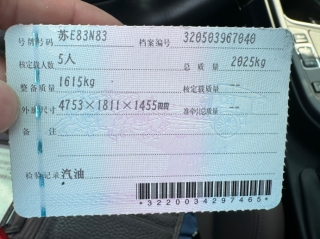 号牌号码 苏E83N83 档案编号 320503967040
核定载人数 5人 总质量 2025kg
整备质量 1615kg 核定载质量 --
外廓尺寸 4753×1811×1455mm 准牵引总质量 --
备注
检验记录 汽油
*3220034297465*